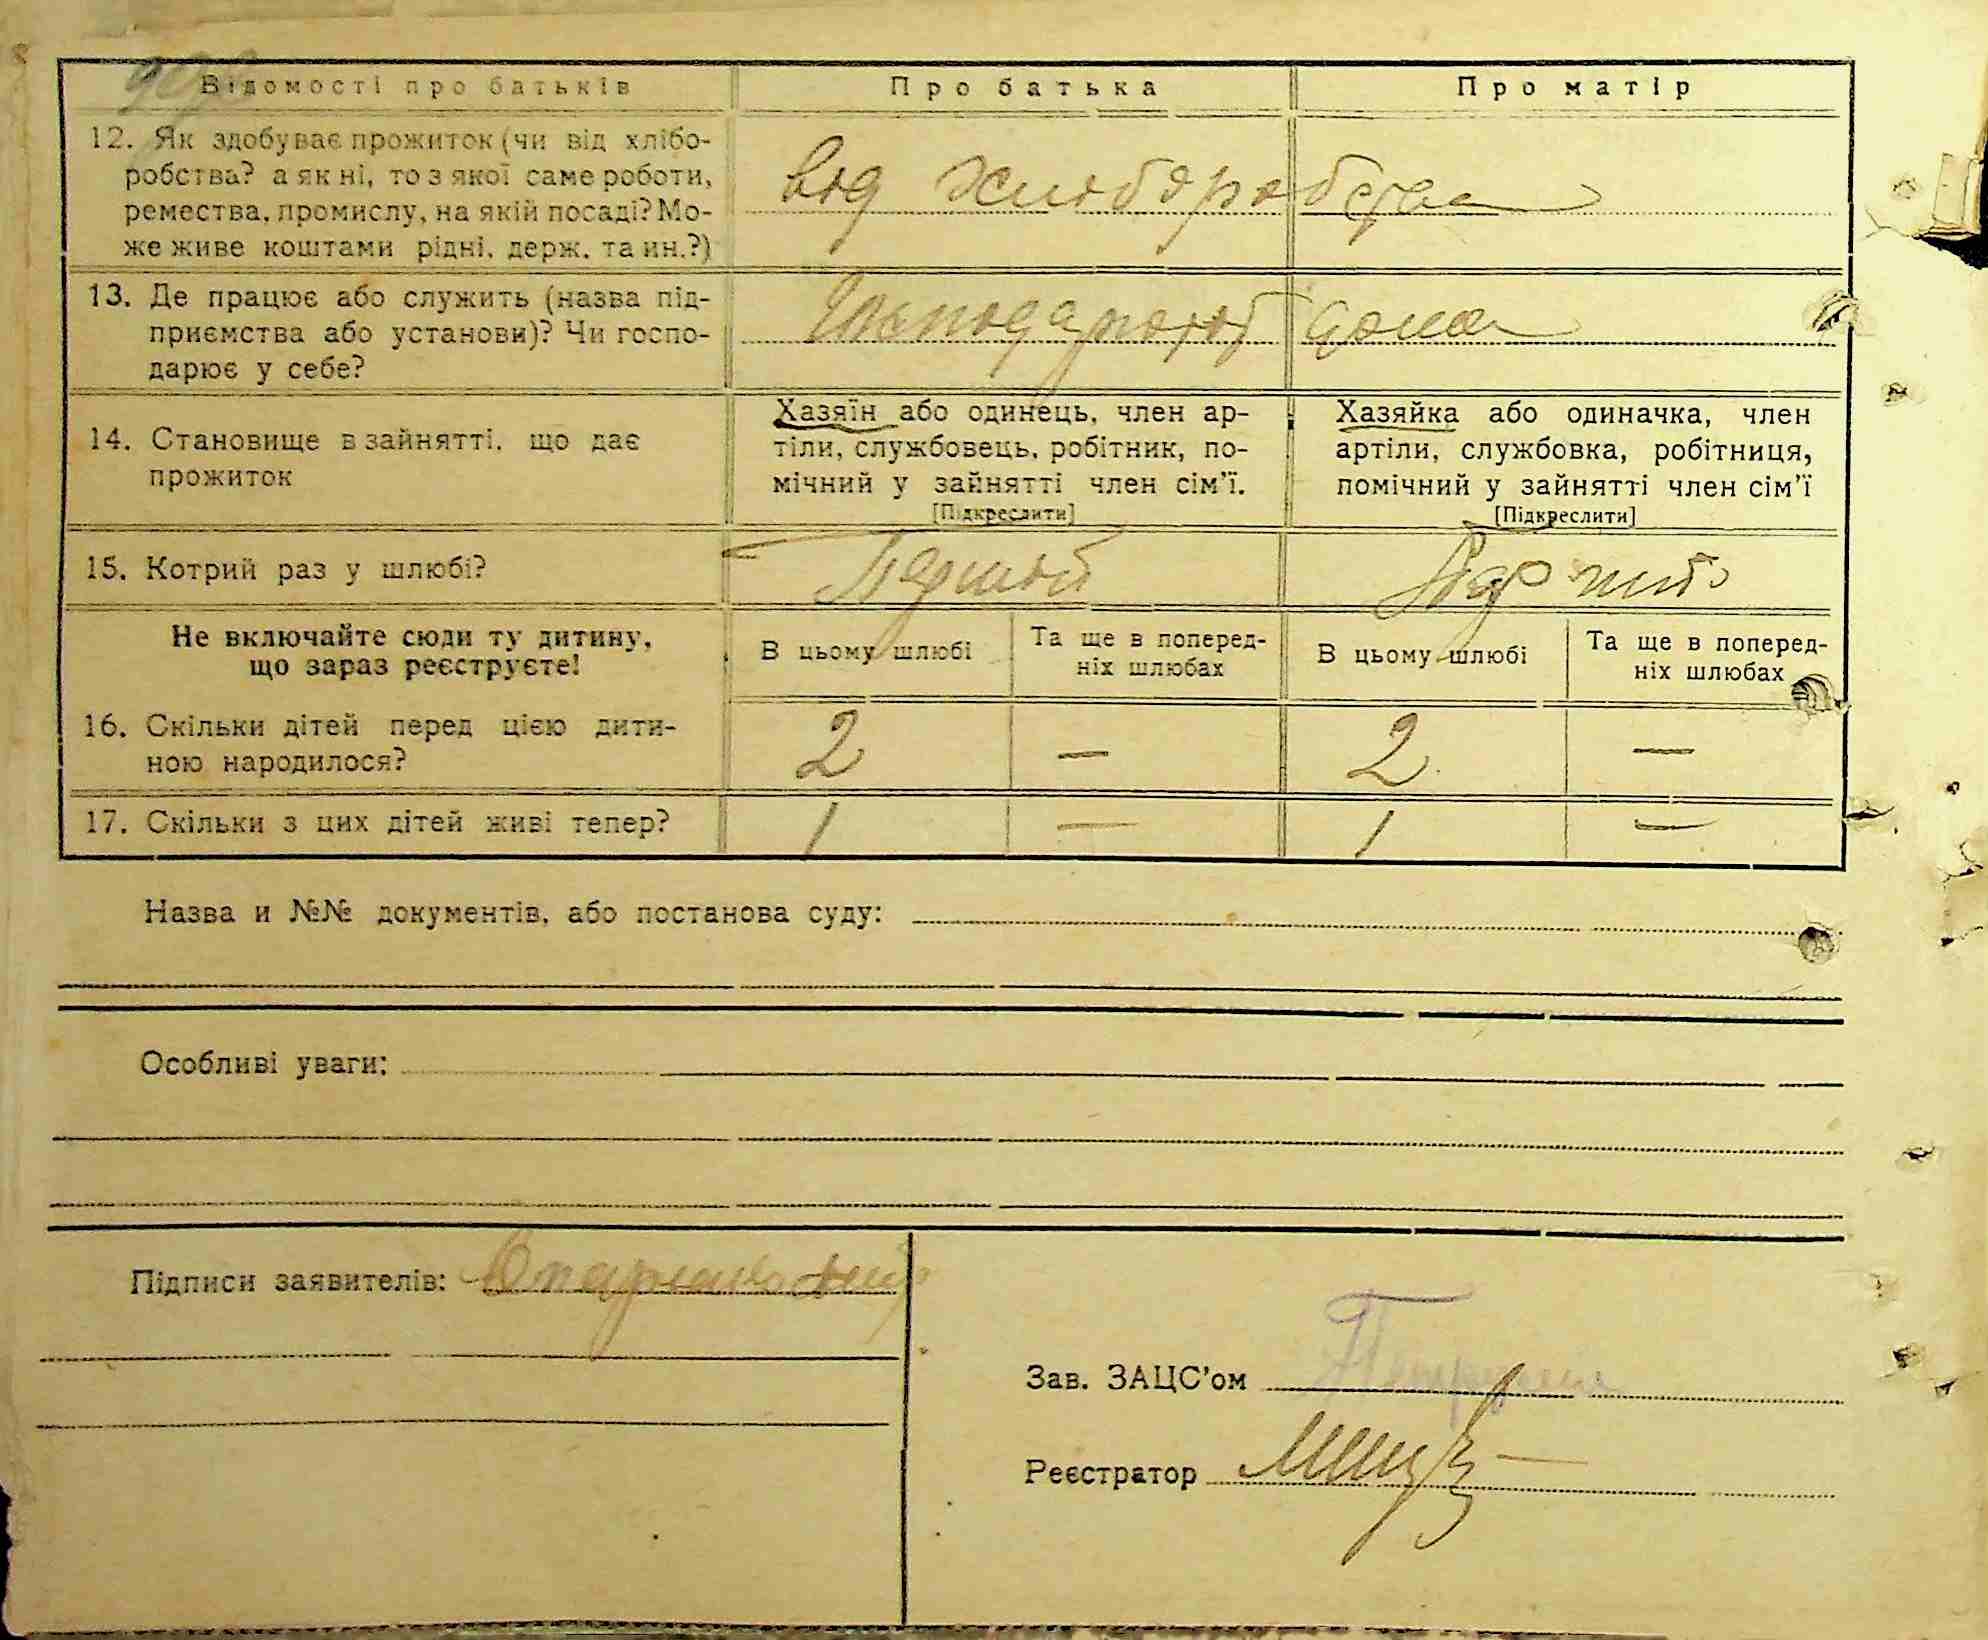 Відомості про батьків Про батька Про матір
12. Як здобуває прожиток (чи від хлібо-
робства? а як ні, то з якої саме роботи,
ремества, промислу, на якій посаді? Мо-
же живе коштами рідні, держ. та ин.?)
від хліборобства
13. Де працює або служить (назва під-
приємства або установи)? Чи госпо-
дарює у себе?
Господарюют дома
14. Становище в зайнятті, що дає
прожиток
Хазяїн або одинець, член ар-
тіли, службовець, робітник, по-
мічний у зайнятті член сім'ї.
[Підкреслити]
Хазяйка або одиначка, член
артіли, службовка, робітниця,
помічний у зайнятті член сім'ї
[Підкреслити]
15. Котрий раз у шлюбі?
Не включайте сюди ту дитину,
що зараз реєструєте!
В цьому шлюбі
Та ще в поперед-
ніх шлюбах
В цьому шлюбі
Та ще в поперед-
ніх шлюбах
16. Скільки дітей перед цією дити-
ною народилося?
2 — 2 —
17. Скільки з цих дітей живі тепер? 1 — 1 —
Назва и №№ документів, або постанова суду:
Особливі уваги:
Підписи заявителів:
Зав. ЗАЦС'ом
Реєстратор